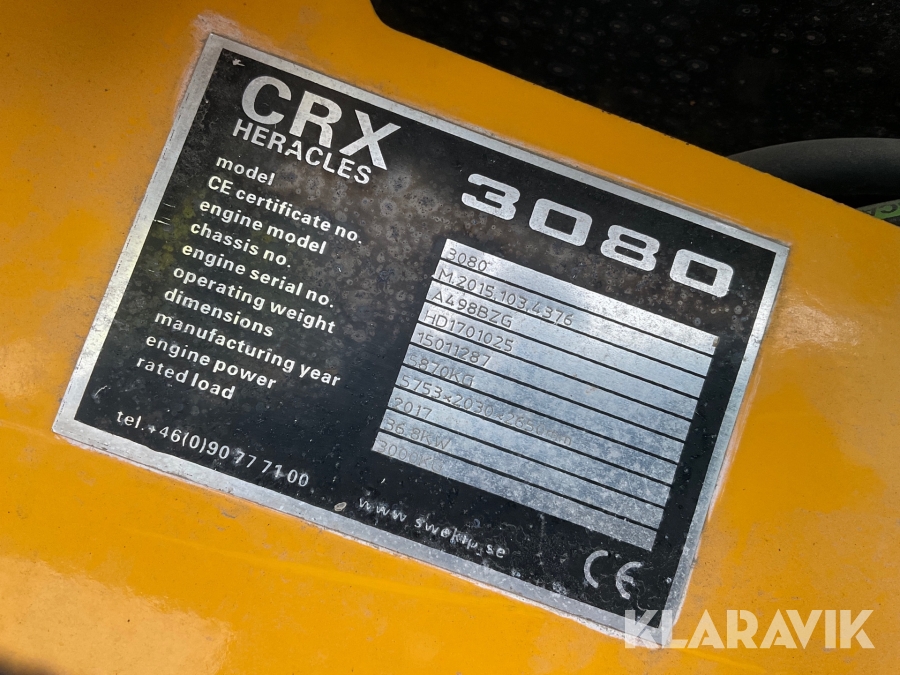 CRX
HERACLES
3080
model 3080
CE certificate no. M.2015.103.4376
engine model A498BZG
chassis no. HD1701025
engine serial no. 15011287
operating weight 5870KG
dimensions
manufacturing year 2017
engine power 36.8KW
rated load
tel.+46(0)90 77 71 00
www.swekip.se
CE
KLARAVIK